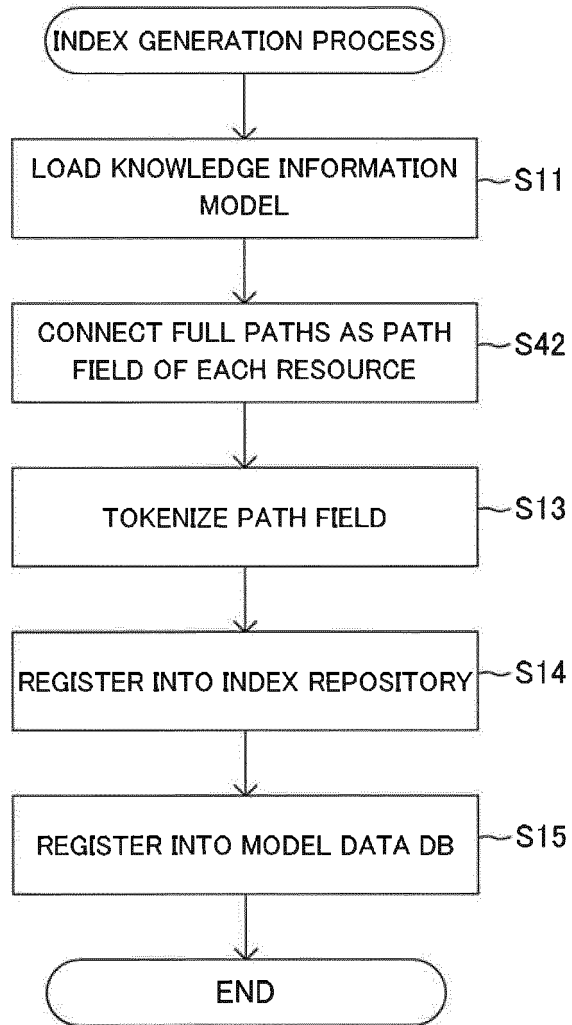 INDEX GENERATION PROCESS
LOAD KNOWLEDGE INFORMATION
MODEL
S11
CONNECT FULL PATHS AS PATH
FIELD OF EACH RESOURCE
S42
TOKENIZE PATH FIELD
S13
REGISTER INTO INDEX REPOSITORY
S14
REGISTER INTO MODEL DATA DB
S15
END